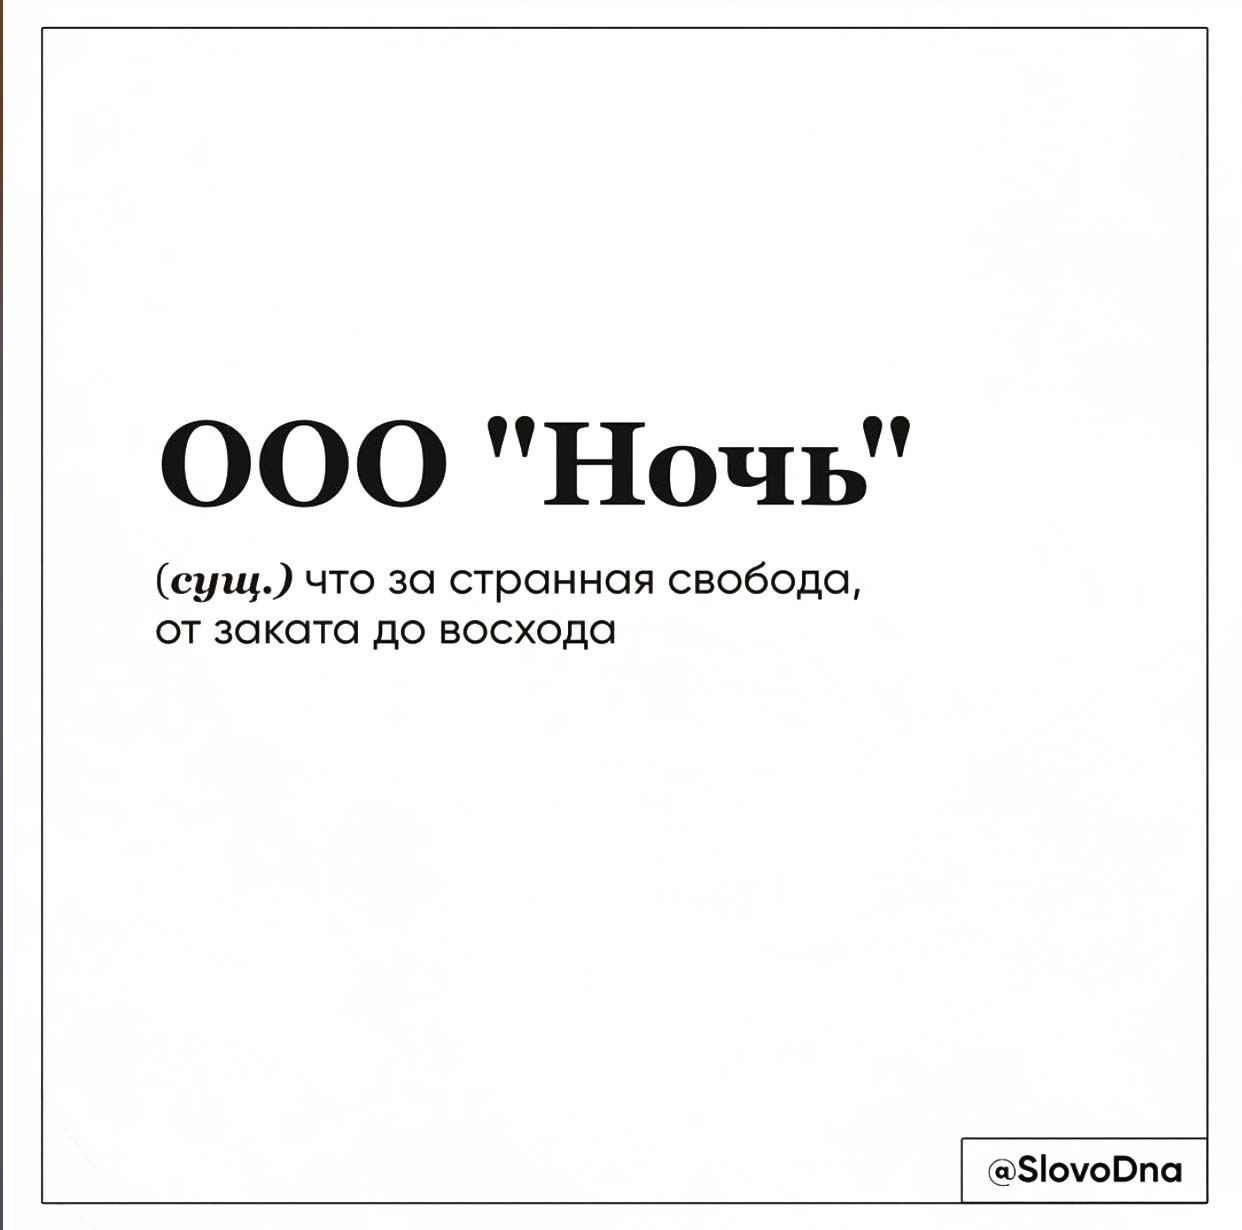 ООО "Ночь"
(сущ.) что за странная свобода,
от заката до восхода
@SlovoDna